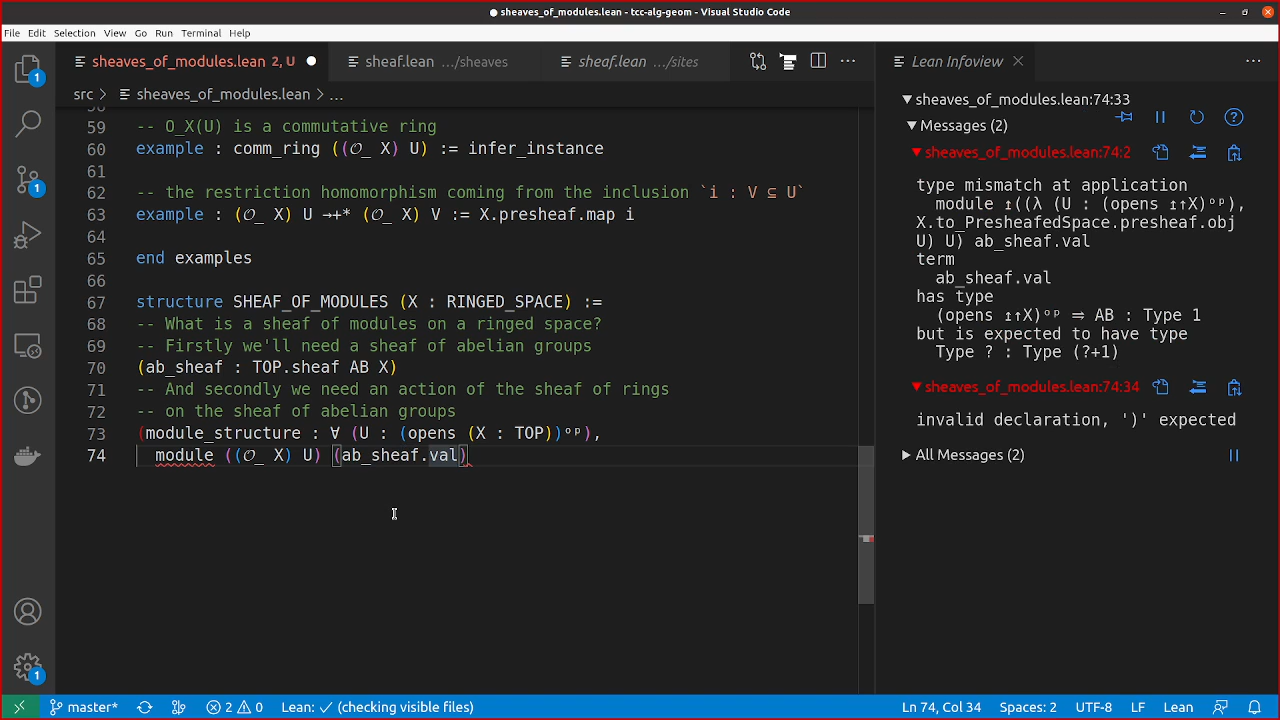 sheaves_of_modules.lean - tcc-alg-geom - Visual Studio Code
File Edit Selection View Go Run Terminal Help
sheaves_of_modules.lean 2, U
sheaf.lean .../sheaves
sheaf.lean .../sites
Lean Infoview
src > sheaves_of_modules.lean > ...
58
59 -- O_X(U) is a commutative ring
60 example : comm_ring ((𝒪_ X) U) := infer_instance
61
62 -- the restriction homomorphism coming from the inclusion `i : V ⊆ U`
63 example : (𝒪_ X) U →+* (𝒪_ X) V := X.presheaf.map i
64
65 end examples
66
67 structure SHEAF_OF_MODULES (X : RINGED_SPACE) :=
68 -- What is a sheaf of modules on a ringed space?
69 -- Firstly we'll need a sheaf of abelian groups
70 (ab_sheaf : TOP.sheaf AB X)
71 -- And secondly we need an action of the sheaf of rings
72 -- on the sheaf of abelian groups
73 (module_structure : ∀ (U : (opens (X : TOP))ᵒᵖ),
74 module ((𝒪_ X) U) (ab_sheaf.val)
sheaves_of_modules.lean:74:33
Messages (2)
sheaves_of_modules.lean:74:2
type mismatch at application
module ↥((λ (U : (opens ↥↑X)ᵒᵖ),
X.to_PresheafedSpace.presheaf.obj
U) U) ab_sheaf.val
term
ab_sheaf.val
has type
(opens ↥↑X)ᵒᵖ ⥤ AB : Type 1
but is expected to have type
Type ? : Type (?+1)
sheaves_of_modules.lean:74:34
invalid declaration, ')' expected
All Messages (2)
1
1
1
master* 2 0 Lean: ✓ (checking visible files) Ln 74, Col 34 Spaces: 2 UTF-8 LF Lean